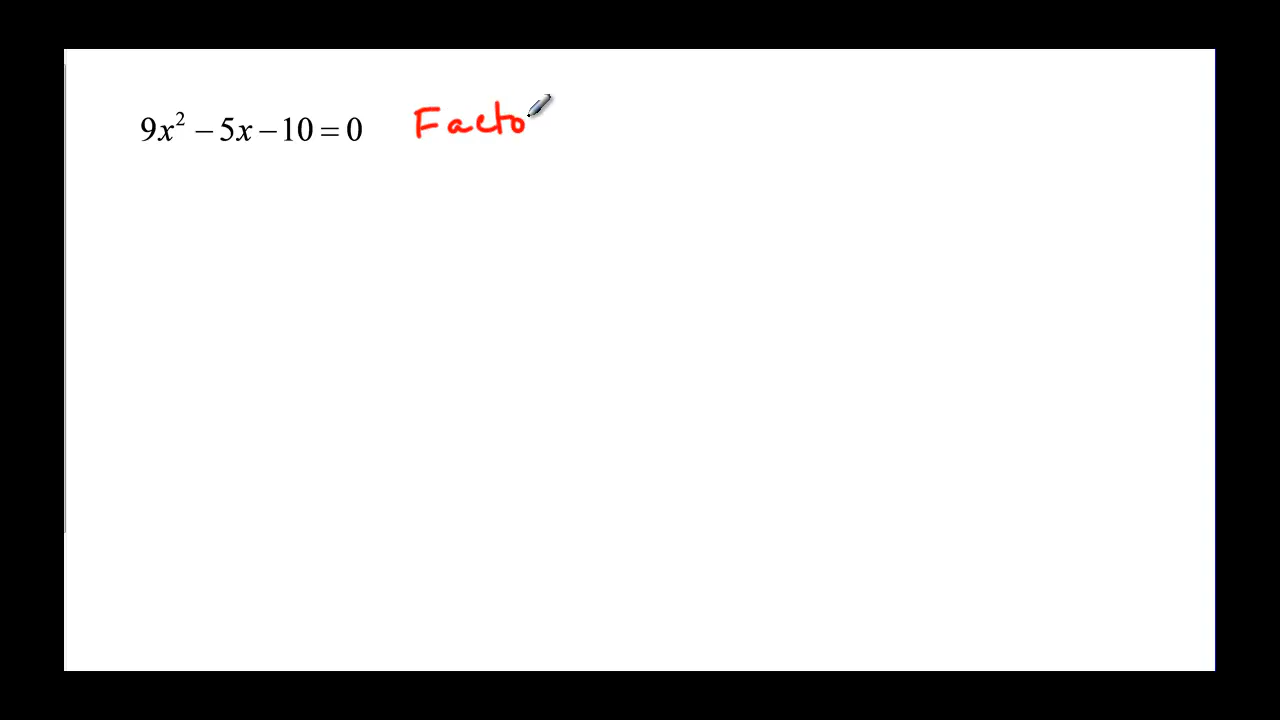 9x² − 5x − 10 = 0 Facto